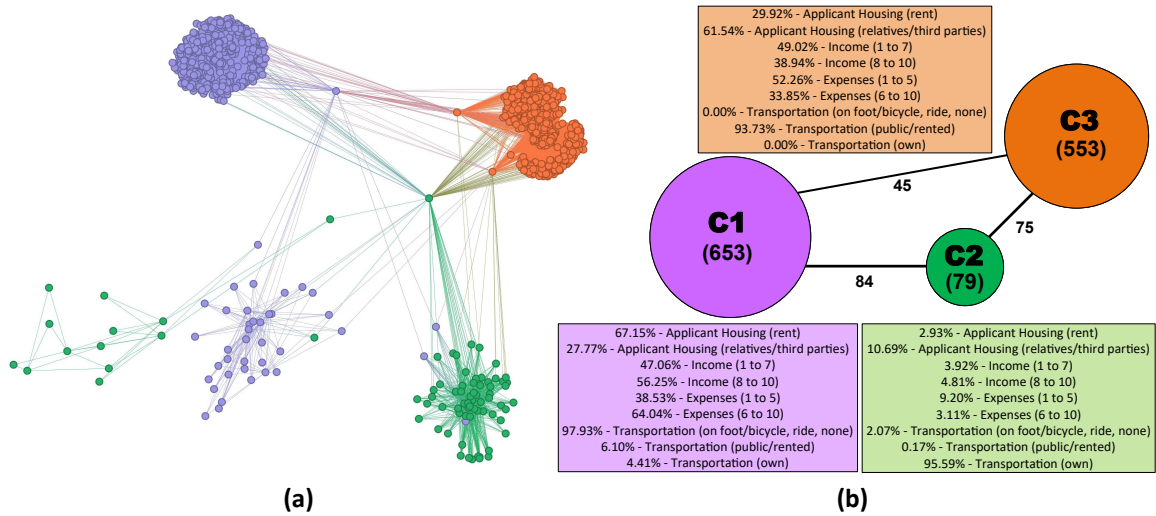 29.92% - Applicant Housing (rent)
61.54% - Applicant Housing (relatives/third parties)
49.02% - Income (1 to 7)
38.94% - Income (8 to 10)
52.26% - Expenses (1 to 5)
33.85% - Expenses (6 to 10)
0.00% - Transportation (on foot/bicycle, ride, none)
93.73% - Transportation (public/rented)
0.00% - Transportation (own)
C3
(553)
45
C1
(653)
75
C2
(79)
84
67.15% - Applicant Housing (rent)
27.77% - Applicant Housing (relatives/third parties)
47.06% - Income (1 to 7)
56.25% - Income (8 to 10)
38.53% - Expenses (1 to 5)
64.04% - Expenses (6 to 10)
97.93% - Transportation (on foot/bicycle, ride, none)
6.10% - Transportation (public/rented)
4.41% - Transportation (own)
2.93% - Applicant Housing (rent)
10.69% - Applicant Housing (relatives/third parties)
3.92% - Income (1 to 7)
4.81% - Income (8 to 10)
9.20% - Expenses (1 to 5)
3.11% - Expenses (6 to 10)
2.07% - Transportation (on foot/bicycle, ride, none)
0.17% - Transportation (public/rented)
95.59% - Transportation (own)
(a)
(b)